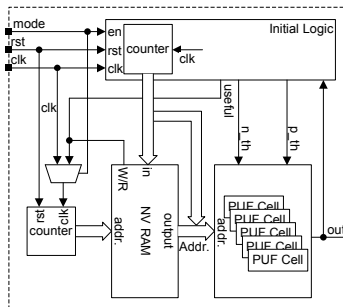 mode
rst
clk
en
rst
clk
counter
clk
Initial Logic
clk
useful
n_th
p_th
W/R
in
rst
clk
counter
addr.
NV RAM
output
Addr.
addr.
PUF Cell
PUF Cell
PUF Cell
PUF Cell
PUF Cell
out